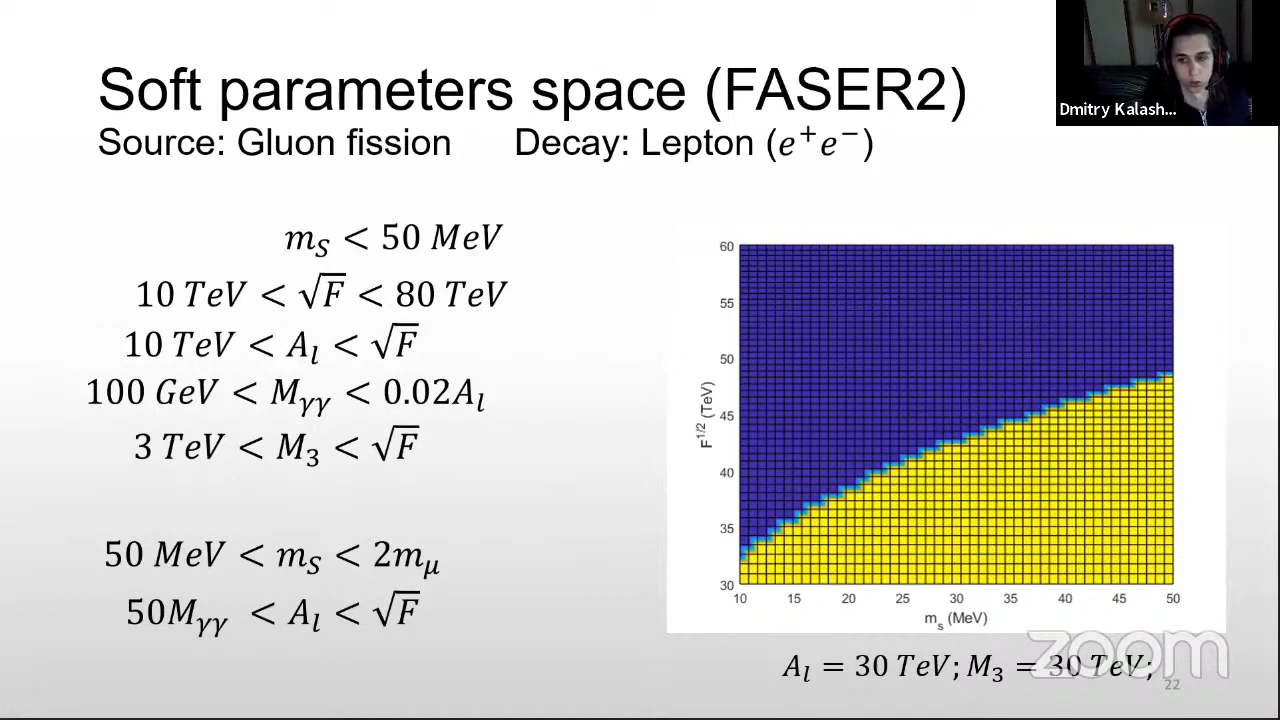 Soft parameters space (FASER2)
Source: Gluon fission Decay: Lepton (e⁺e⁻)
Dmitry Kalash...
m_S < 50 MeV
10 TeV < √F < 80 TeV
10 TeV < A_l < √F
100 GeV < M_γγ < 0.02A_l
3 TeV < M_3 < √F
50 MeV < m_S < 2m_μ
50M_γγ < A_l < √F
60
55
50
45
40
35
30
F^1/2 (TeV)
10 15 20 25 30 35 40 45 50
m_s (MeV)
A_l = 30 TeV; M_3 = 30 TeV;
zoom
22